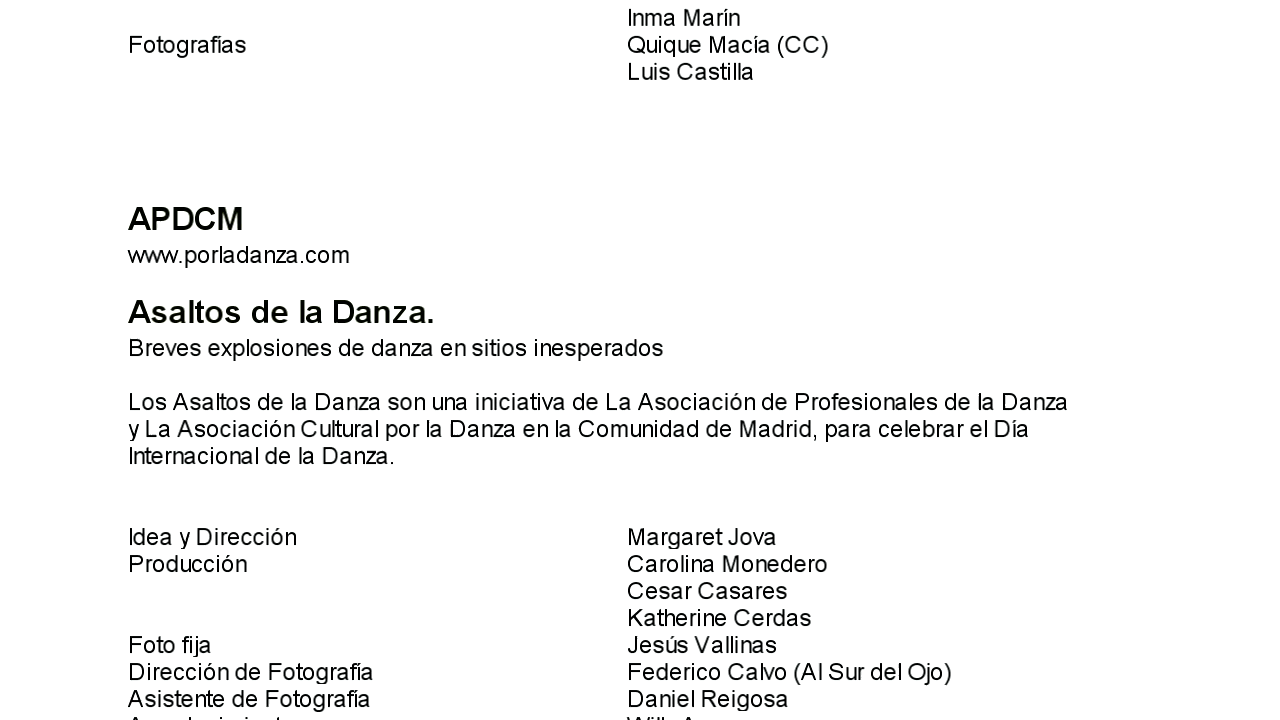 Inma Marín
Fotografías Quique Macía (CC)
Luis Castilla
APDCM
www.porladanza.com
Asaltos de la Danza.
Breves explosiones de danza en sitios inesperados
Los Asaltos de la Danza son una iniciativa de La Asociación de Profesionales de la Danza
y La Asociación Cultural por la Danza en la Comunidad de Madrid, para celebrar el Día
Internacional de la Danza.
Idea y Dirección Margaret Jova
Producción Carolina Monedero
Cesar Casares
Katherine Cerdas
Foto fija Jesús Vallinas
Dirección de Fotografía Federico Calvo (Al Sur del Ojo)
Asistente de Fotografía Daniel Reigosa